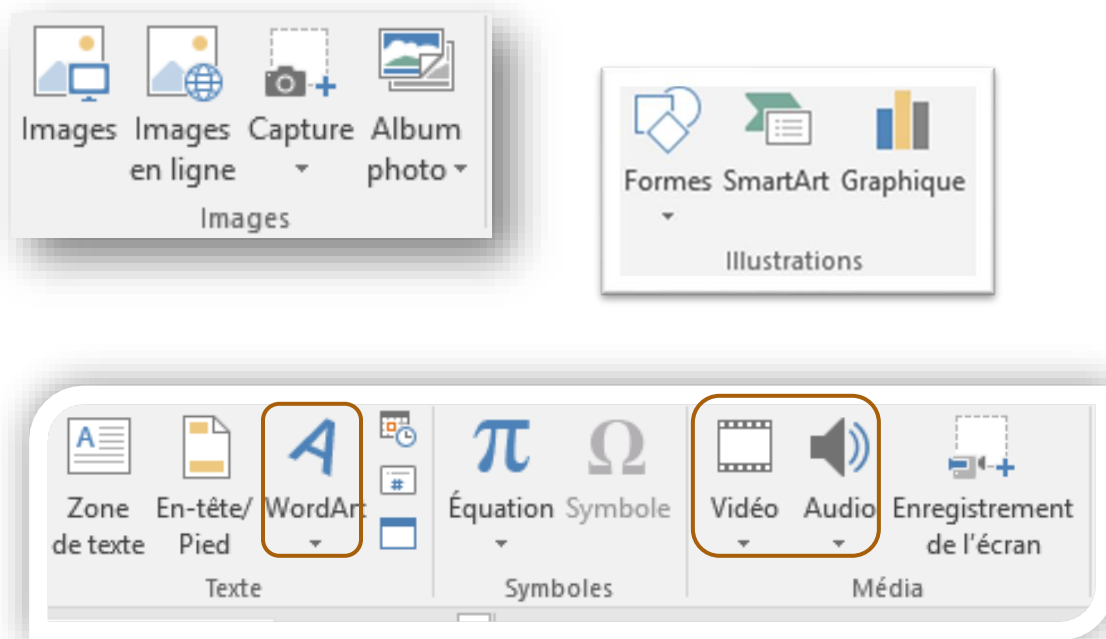 Images Images Capture Album
en ligne photo
Images
Formes SmartArt Graphique
Illustrations
A
#
Zone En-tête/ WordArt Équation Symbole Vidéo Audio Enregistrement
de texte Pied de l'écran
Texte Symboles Média